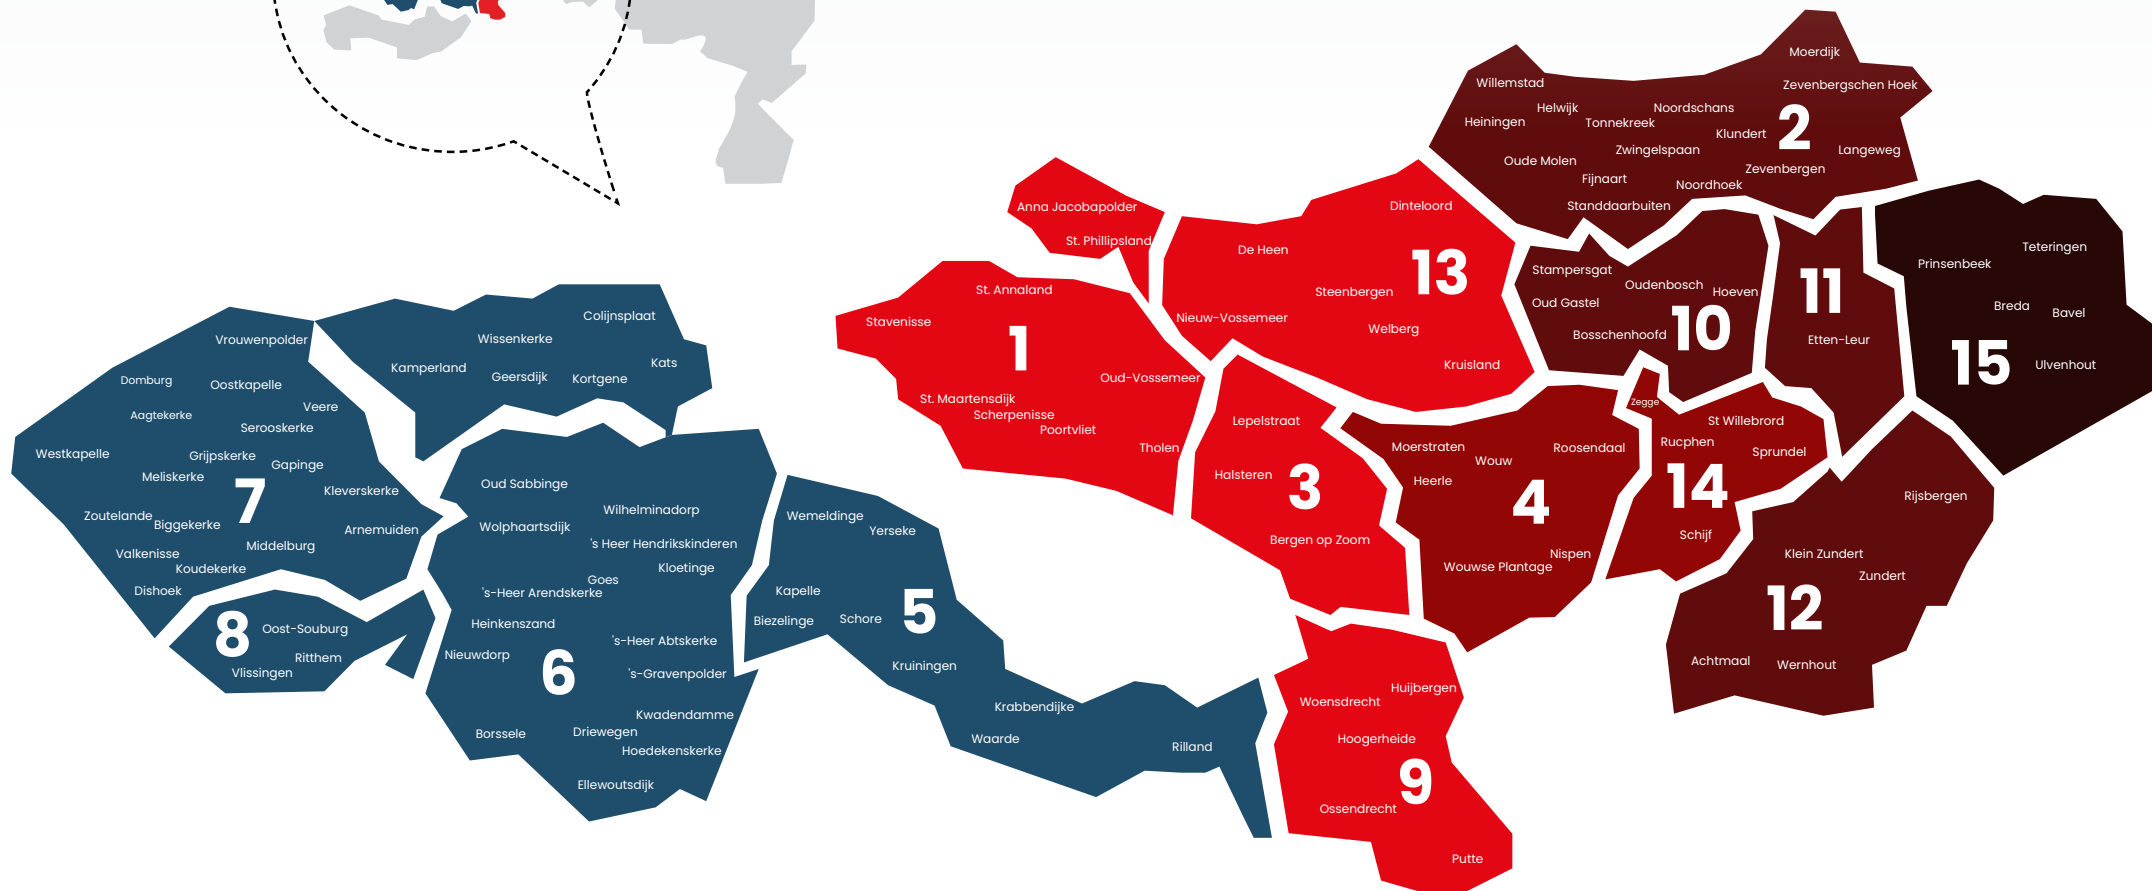 Moerdijk
Willemstad
Zevenbergschen Hoek
Helwijk
Noordschans
Heiningen
Tonnekreek
Klundert
2
Zwingelspaan
Langeweg
Oude Molen
Zevenbergen
Fijnaart
Noordhoek
Standdaarbuiten
Anna Jacobapolder
St. Phillipsland
Dinteloord
De Heen
13
Steenbergen
Nieuw-Vossemeer
Welberg
Kruisland
Stampersgat
Oudenbosch
Hoeven
Oud Gastel
Bosschenhoofd
10
11
Etten-Leur
Teteringen
Prinsenbeek
Breda
Bavel
15
Ulvenhout
St. Annaland
Stavenisse
1
Oud-Vossemeer
St. Maartensdijk
Scherpenisse
Poortvliet
Tholen
Lepelstraat
Halsteren
3
Bergen op Zoom
Moerstraten
Roosendaal
Wouw
Heerle
4
Nispen
Wouwse Plantage
Zegge
St Willebrord
Rucphen
Sprundel
14
Schijf
Rijsbergen
Klein Zundert
Zundert
12
Achtmaal
Wernhout
Colijnsplaat
Wissenkerke
Kamperland
Kats
Geersdijk
Kortgene
Vrouwenpolder
Domburg
Oostkapelle
Aagtekerke
Veere
Serooskerke
Westkapelle
Grijpskerke
Gapinge
Meliskerke
7
Kleverskerke
Zoutelande
Biggekerke
Arnemuiden
Middelburg
Valkenisse
Koudekerke
Dishoek
8
Oost-Souburg
Ritthem
Vlissingen
Oud Sabbinge
Wilhelminadorp
Wolphaartsdijk
's Heer Hendrikskinderen
Kloetinge
Goes
's-Heer Arendskerke
Heinkenszand
's-Heer Abtskerke
Nieuwdorp
6
's-Gravenpolder
Kwadendamme
Borssele
Driewegen
Hoedekenskerke
Ellewoutsdijk
Wemeldinge
Yerseke
Kapelle
Biezelinge
Schore
5
Kruiningen
Krabbendijke
Waarde
Rilland
Huijbergen
Woensdrecht
Hoogerheide
9
Ossendrecht
Putte